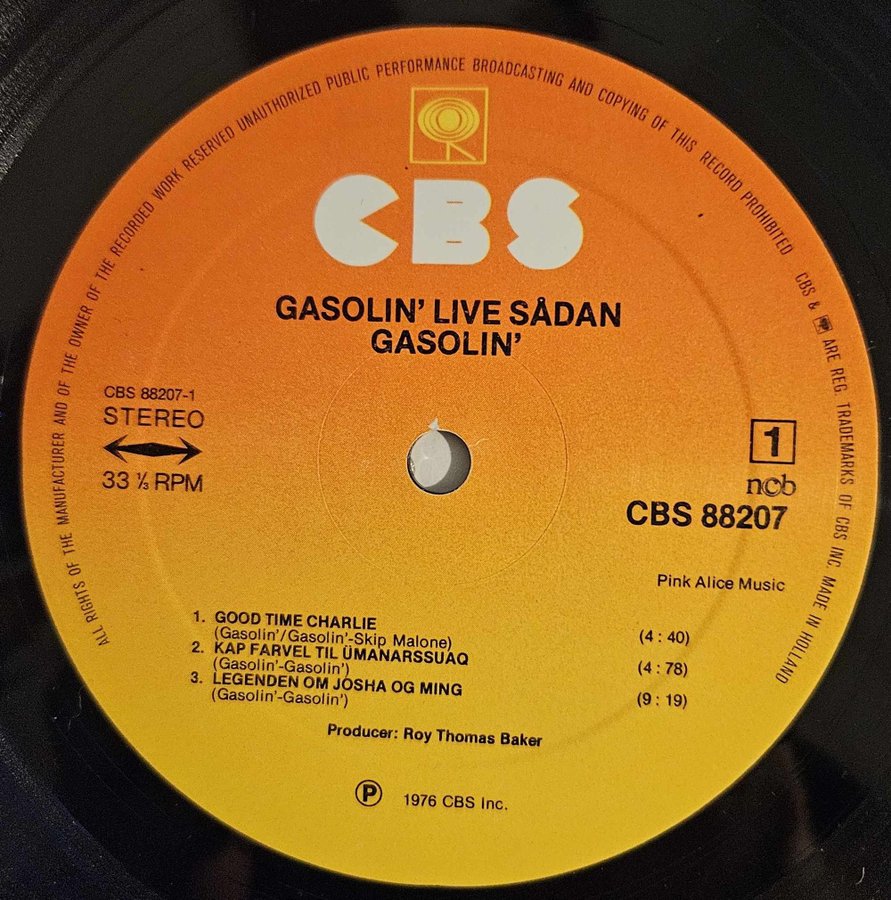 ALL RIGHTS OF THE MANUFACTURER AND OF THE OWNER OF THE RECORDED WORK RESERVED UNAUTHORIZED PUBLIC PERFORMANCE BROADCASTING AND COPYING OF THIS RECORD PROHIBITED CBS & ARE REG. TRADEMARKS OF CBS INC. MADE IN HOLLAND
CBS
GASOLIN' LIVE SÅDAN
GASOLIN'
CBS 88207-1
STEREO
33 ⅓ RPM
1
ncb
CBS 88207
Pink Alice Music
1. GOOD TIME CHARLIE
(Gasolin'/Gasolin'-Skip Malone) (4 : 40)
2. KAP FARVEL TIL ÜMANARSSUAQ
(Gasolin'-Gasolin') (4 : 78)
3. LEGENDEN OM JOSHA OG MING
(Gasolin'-Gasolin') (9 : 19)
Producer: Roy Thomas Baker
Ⓟ 1976 CBS Inc.